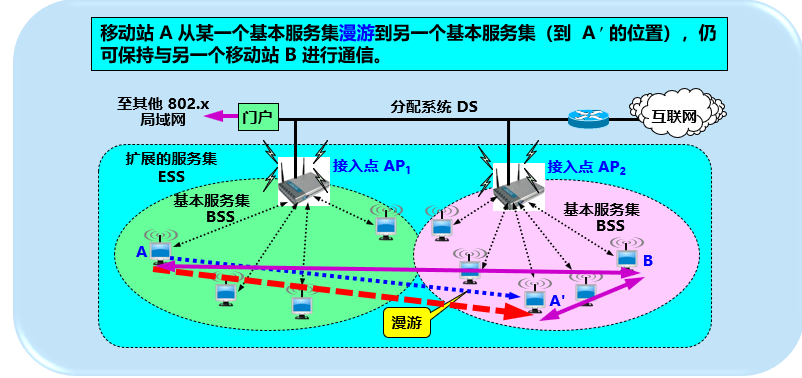 移动站 A 从某一个基本服务集漫游到另一个基本服务集（到 A′的位置），仍
可保持与另一个移动站 B 进行通信。
至其他 802.x
局域网
门户
分配系统 DS
互联网
扩展的服务集
ESS
接入点 AP₁
接入点 AP₂
基本服务集
BSS
基本服务集
BSS
A
B
A'
漫游